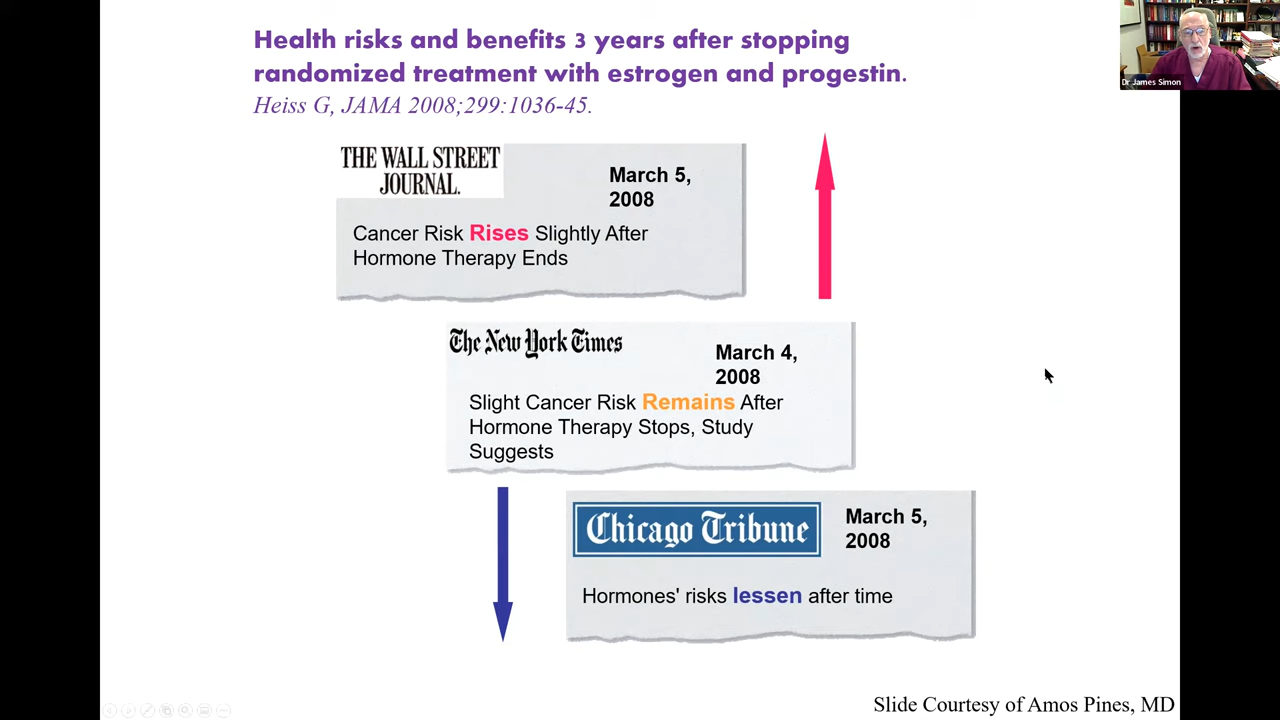 Health risks and benefits 3 years after stopping
randomized treatment with estrogen and progestin.
Heiss G, JAMA 2008;299:1036-45.
THE WALL STREET
JOURNAL.
March 5,
2008
Cancer Risk Rises Slightly After
Hormone Therapy Ends
The New York Times
March 4,
2008
Slight Cancer Risk Remains After
Hormone Therapy Stops, Study
Suggests
Chicago Tribune
March 5,
2008
Hormones' risks lessen after time
Slide Courtesy of Amos Pines, MD
Dr James Simon